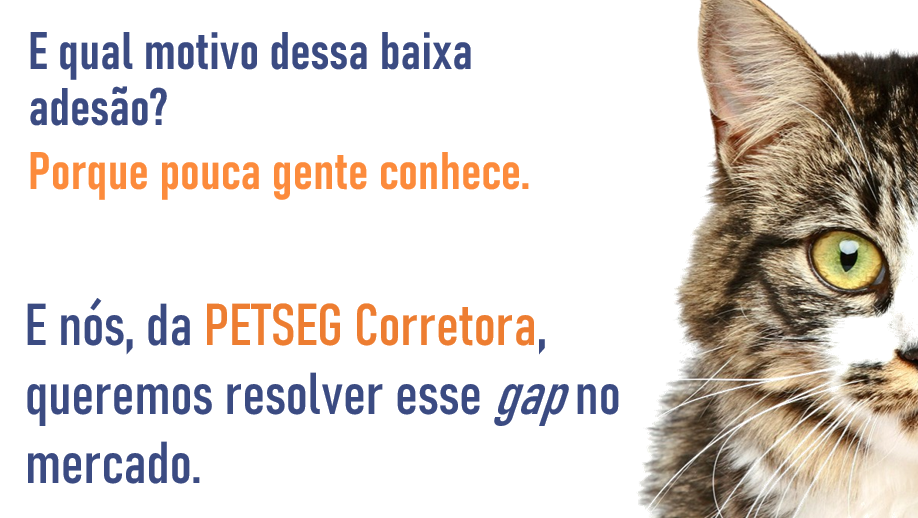 E qual motivo dessa baixa
adesão?
Porque pouca gente conhece.
E nós, da PETSEG Corretora,
queremos resolver esse gap no
mercado.